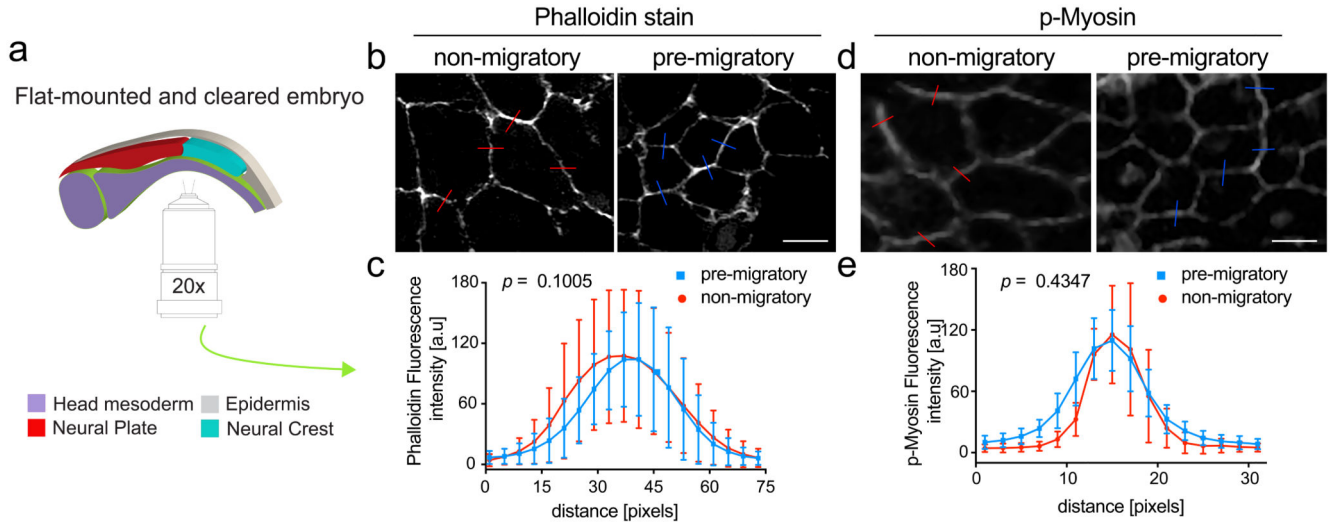 a
Flat-mounted and cleared embryo
20x
Head mesoderm
Epidermis
Neural Plate
Neural Crest
Phalloidin stain
b
non-migratory
pre-migratory
c
p = 0.1005
pre-migratory
non-migratory
Phalloidin Fluorescence
intensity [a.u]
180
120
60
0
0 15 30 45 60 75
distance [pixels]
p-Myosin
d
non-migratory
pre-migratory
e
p = 0.4347
pre-migratory
non-migratory
p-Myosin Fluorescence
intensity [a.u]
180
120
60
0
0 10 20 30
distance [pixels]